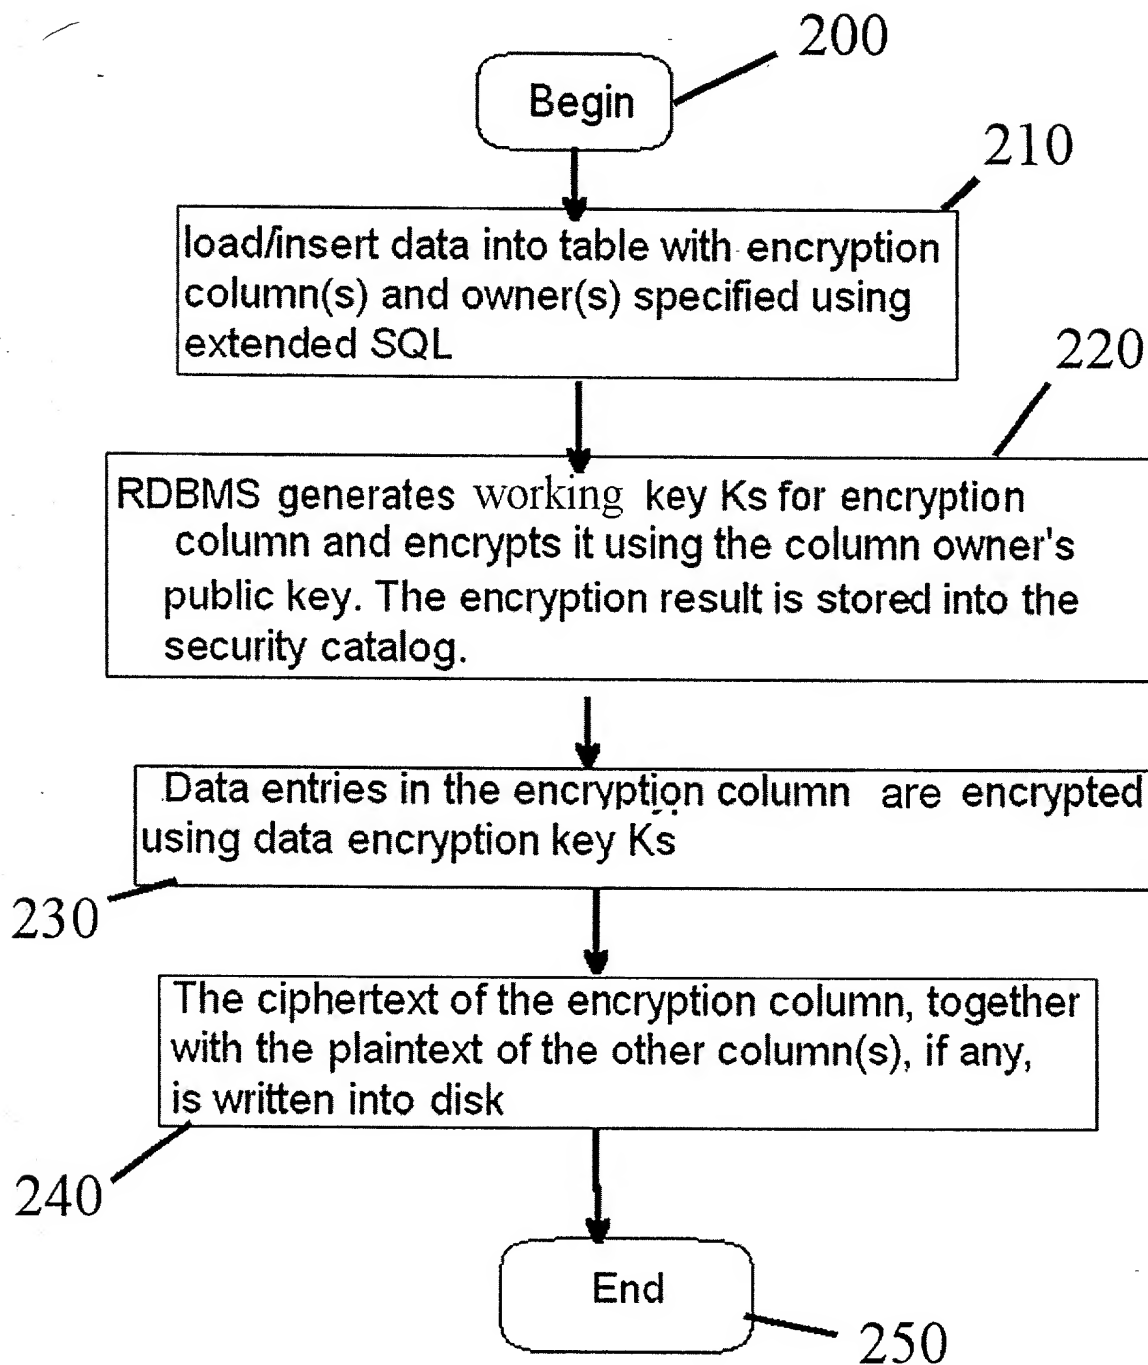 200
Begin
210
load/insert data into table with encryption
column(s) and owner(s) specified using
extended SQL
220
RDBMS generates working key Ks for encryption
column and encrypts it using the column owner's
public key. The encryption result is stored into the
security catalog.
Data entries in the encryption column are encrypted
using data encryption key Ks
230
The ciphertext of the encryption column, together
with the plaintext of the other column(s), if any,
is written into disk
240
End
250